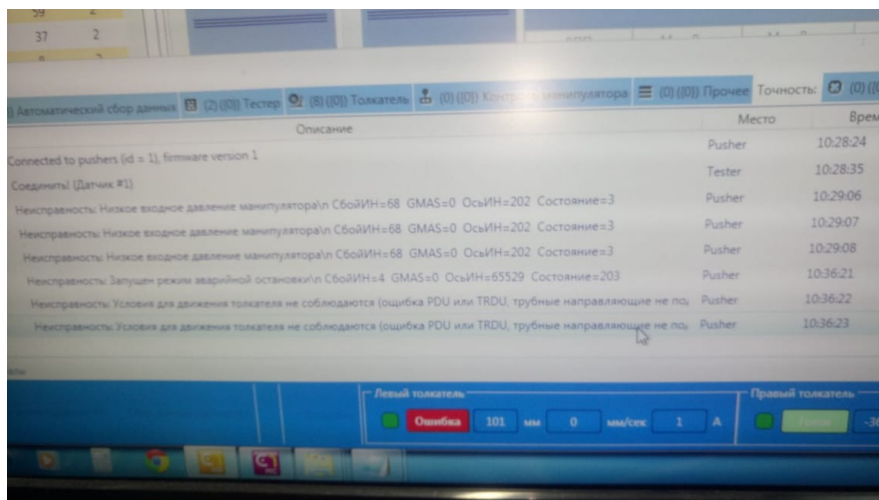 59 2
37 2
Автоматический сбор данных (2) ([0]) Тестер (8) ([0]) Толкатель (0) ([0]) манипулятора (0) ([0]) Прочее Точность: (0)
Описание Место Врем
Connected to pushers (id = 1), firmware version 1 Pusher 10:28:24
Соединить! (Датчик #1) Tester 10:28:35
Неисправность: Низкое входное давление манипулятора\n СбойИН=68 GMAS=0 ОсьИН=202 Состояние=3 Pusher 10:29:06
Неисправность: Низкое входное давление манипулятора\n СбойИН=68 GMAS=0 ОсьИН=202 Состояние=3 Pusher 10:29:07
Неисправность: Низкое входное давление манипулятора\n СбойИН=68 GMAS=0 ОсьИН=202 Состояние=3 Pusher 10:29:08
Неисправность: Запущен режим аварийной остановки\n СбойИН=4 GMAS=0 ОсьИН=65529 Состояние=203 Pusher 10:36:21
Неисправность: Условия для движения толкателя не соблюдаются (ощибка PDU или TRDU, трубные направляющие не под Pusher 10:36:22
Неисправность: Условия для движения толкателя не соблюдаются (ощибка PDU или TRDU, трубные направляющие не под Pusher 10:36:23
Левый толкатель Правый толкатель
Ошибка 101 мм 0 мм/сек 1 А -36